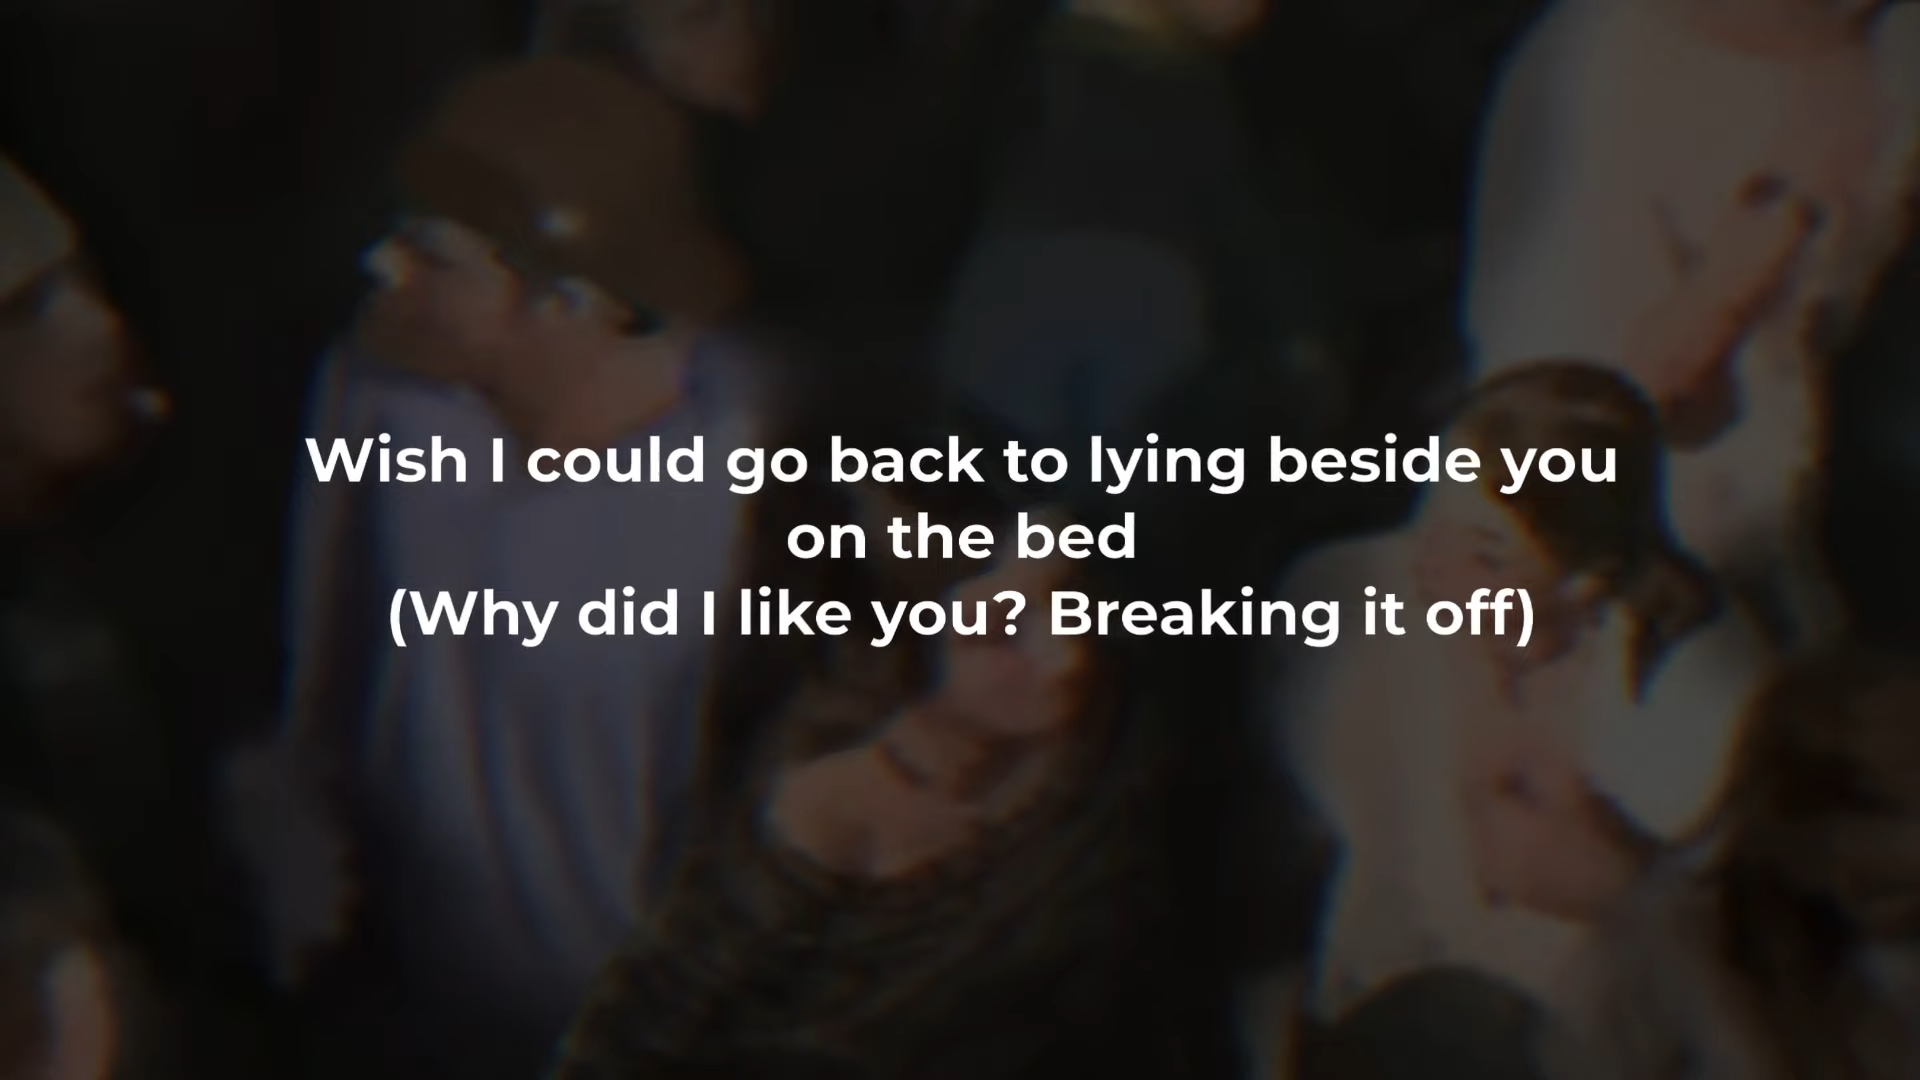 Wish I could go back to lying beside you
on the bed
(Why did I like you? Breaking it off)